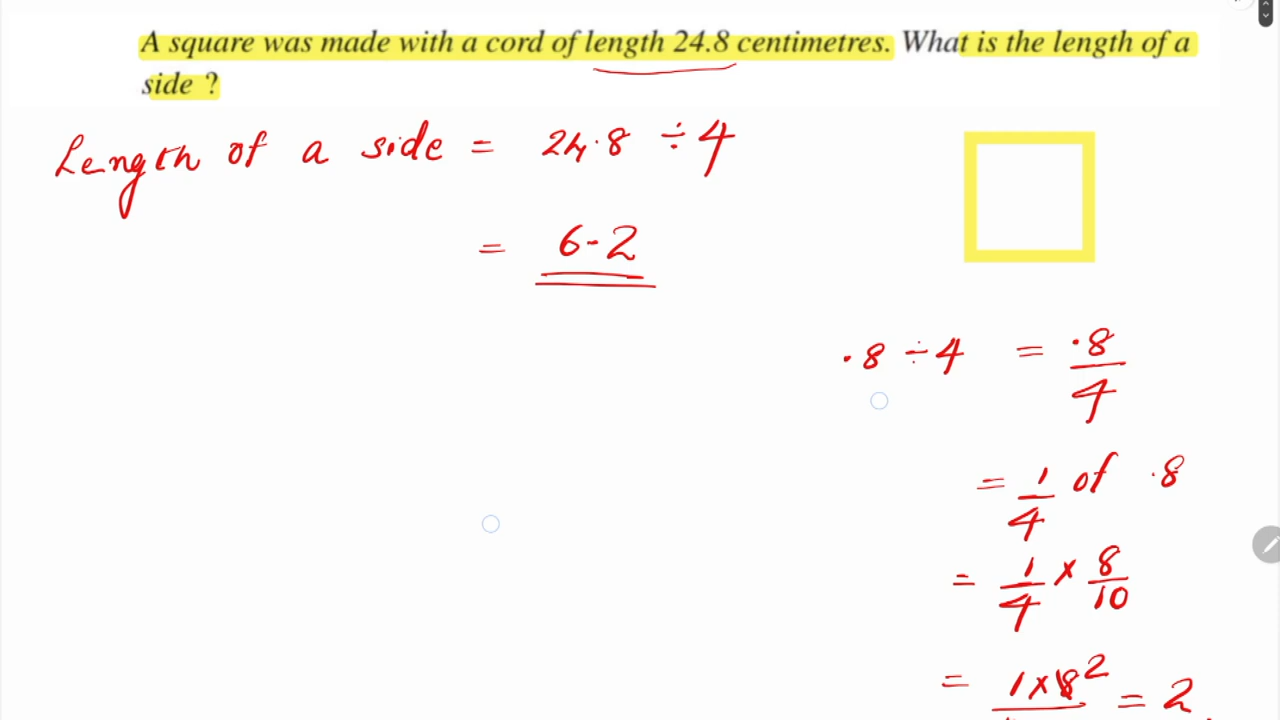 A square was made with a cord of length 24.8 centimetres. What is the length of a
side ?
Length of a side = 24.8 ÷ 4
= 6.2
.8 ÷ 4 = .8/4
= 1/4 of .8
= 1/4 × 8/10
= 1×8 2 = 2